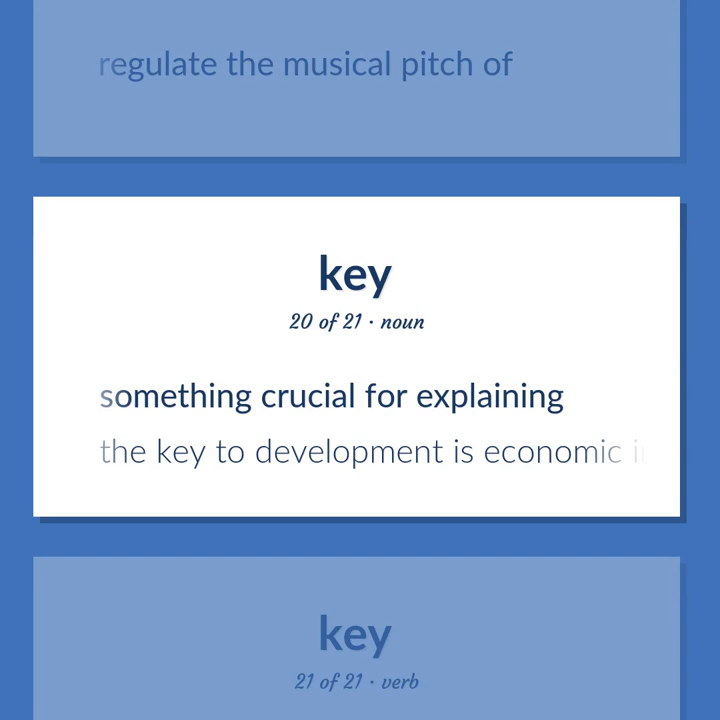 regulate the musical pitch of
key
20 of 21 · noun
something crucial for explaining
the key to development is economic
key
21 of 21 · verb